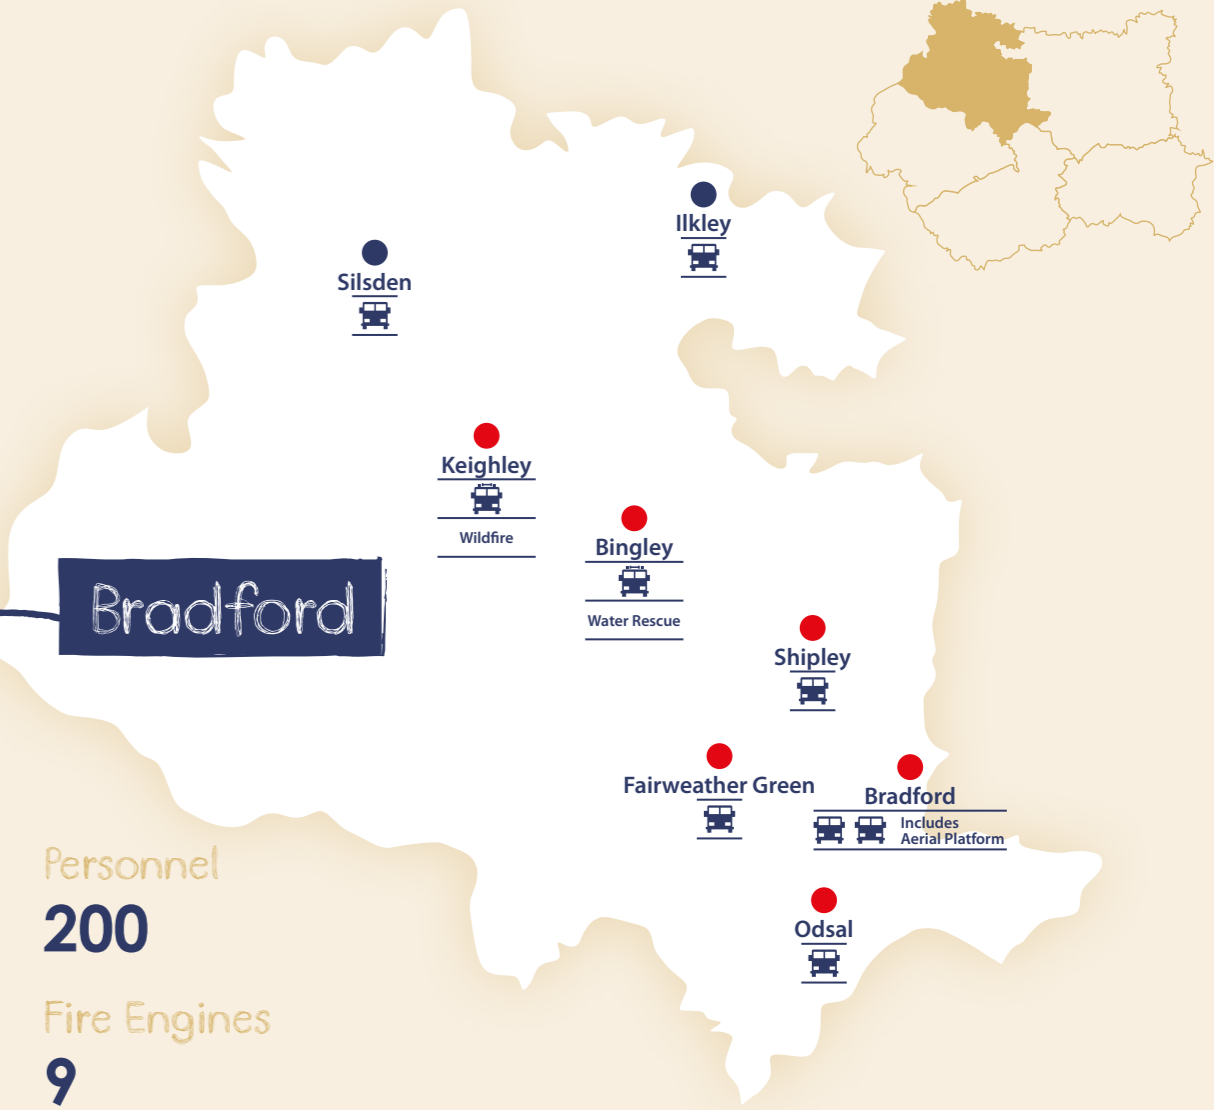 Ilkley
Silsden
Keighley
Wildfire
Bingley
Water Rescue
Bradford
Shipley
Fairweather Green
Bradford
Includes
Aerial Platform
Odsal
Personnel
200
Fire Engines
9